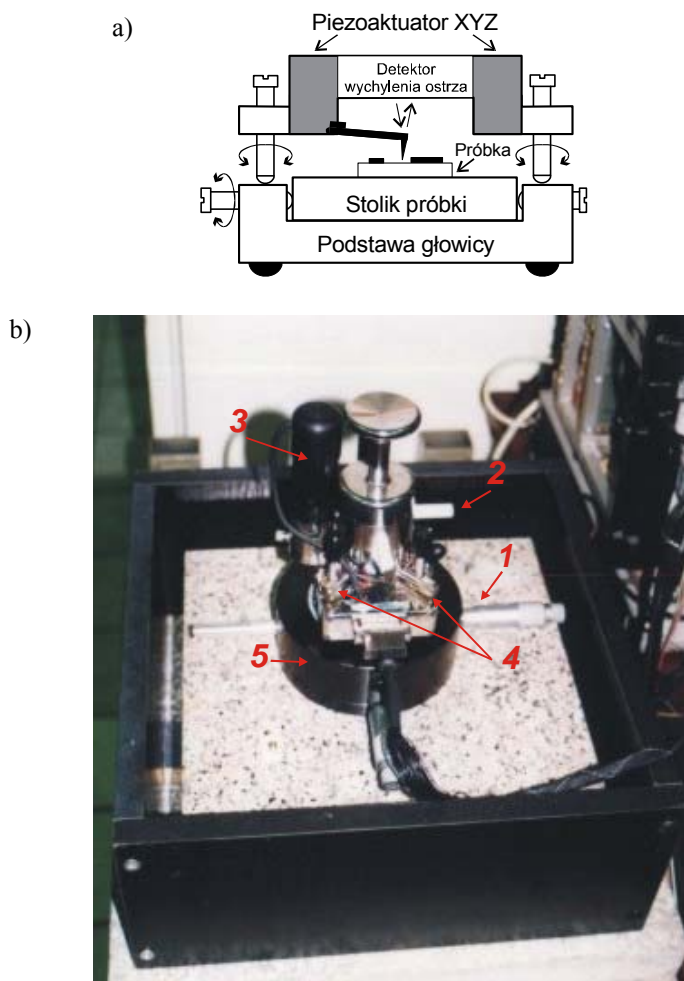 a)
Piezoaktuator XYZ
Detektor
wychylenia ostrza
Próbka
Stolik próbki
Podstawa głowicy
b)
3
2
1
5
4